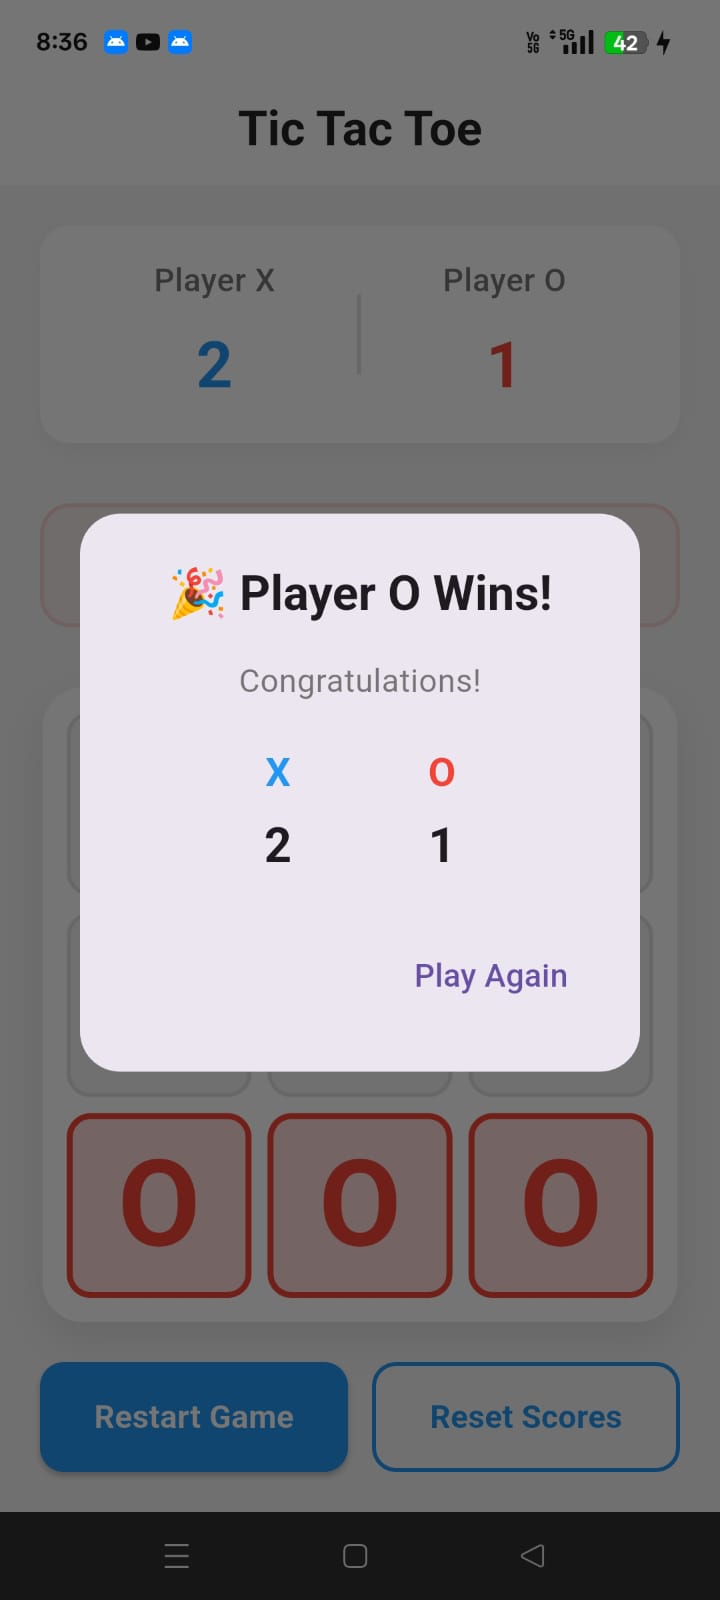 8:36 Vo 5G 5G 42
Tic Tac Toe
Player X Player O
2 1
🎉 Player O Wins!
Congratulations!
X O
2 1
Play Again
O O O
Restart Game Reset Scores